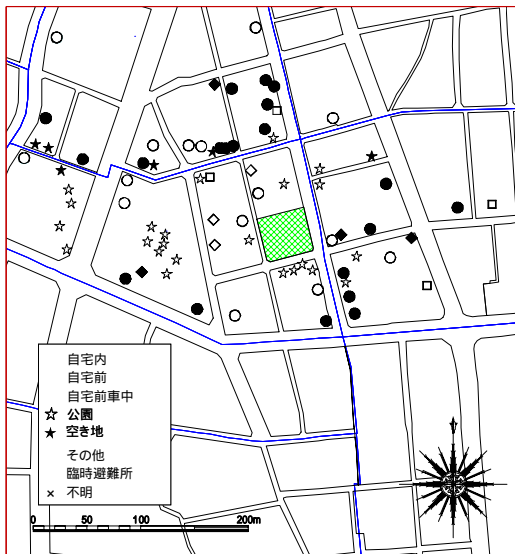 自宅内
自宅前
自宅前車中
☆ 公園
★ 空き地
その他
臨時避難所
× 不明
0 50 100 200m